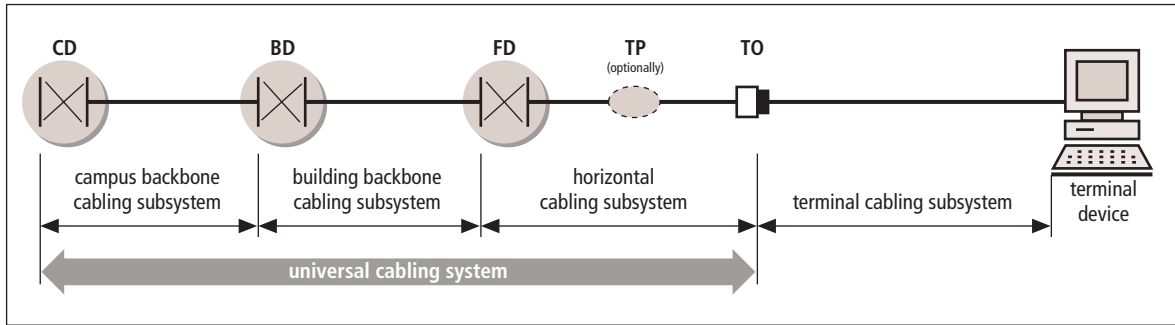 CD
BD
FD
TP
(optionally)
TO
campus backbone
cabling subsystem
building backbone
cabling subsystem
horizontal
cabling subsystem
terminal cabling subsystem
terminal
device
universal cabling system